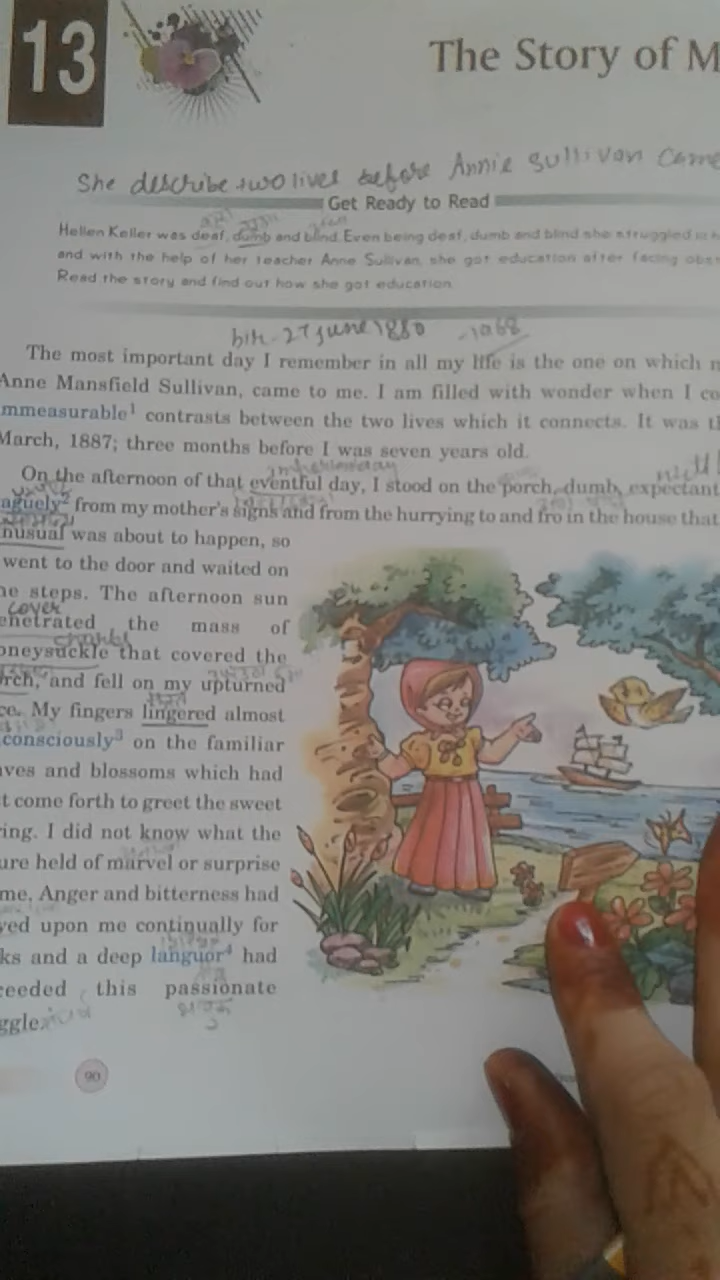 13
The Story of M
She describe two lives before Annie Sullivan Came
Get Ready to Read
Hellen Keller was deaf, dumb and blind. Even being deaf, dumb and blind she struggled in h
and with the help of her teacher Anne Sullivan, she got education after facing obst
Read the story and find out how she got education.
27 June 1880 -1968
The most important day I remember in all my life is the one on which m
Anne Mansfield Sullivan, came to me. I am filled with wonder when I co
mmeasurable1 contrasts between the two lives which it connects. It was th
March, 1887; three months before I was seven years old.
On the afternoon of that eventful day, I stood on the porch, dumb, expectant
aguely2 from my mother's signs and from the hurrying to and fro in the house that
nusual was about to happen, so
went to the door and waited on
he steps. The afternoon sun
cover
enetrated the mass of
oneysuckle that covered the
rch, and fell on my upturned
ce. My fingers lingered almost
consciously3 on the familiar
aves and blossoms which had
t come forth to greet the sweet
ring. I did not know what the
ure held of marvel or surprise
me. Anger and bitterness had
yed upon me continually for
ks and a deep languor4 had
ceeded this passionate
ggle.
90